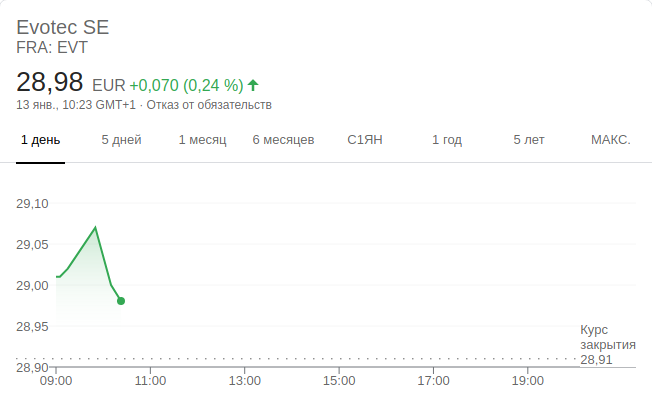 Evotec SE
FRA: EVT
28,98 EUR +0,070 (0,24 %)
13 янв., 10:23 GMT+1 · Отказ от обязательств
1 день 5 дней 1 месяц 6 месяцев С1ЯН 1 год 5 лет МАКС.
29,10
29,05
29,00
28,95
28,90
Курс
закрытия
28,91
09:00 11:00 13:00 15:00 17:00 19:00